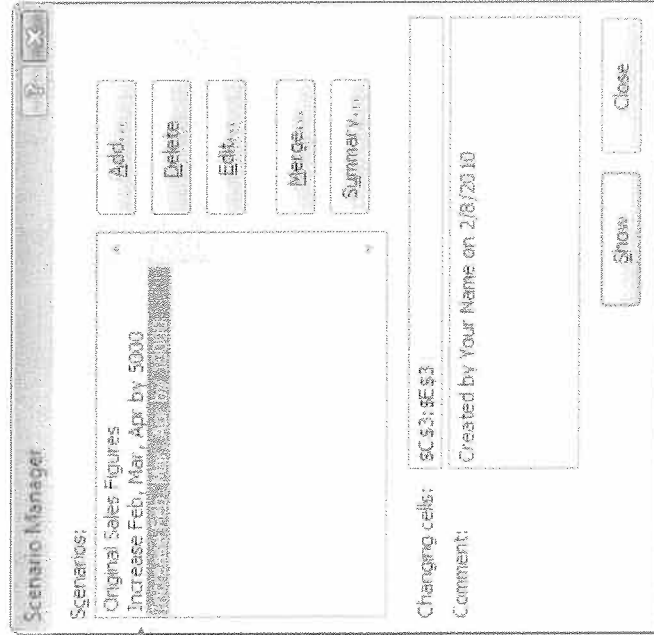 Scenario Manager
?
Scenarios:
Original Sales Figures
Increase Feb, Mar, Apr by 5000
Add...
Delete
Edit...
Merge...
Summary...
Changing cells:
$C$3:$E$3
Comment:
Created by Your Name on 2/8/2010
Show
Close